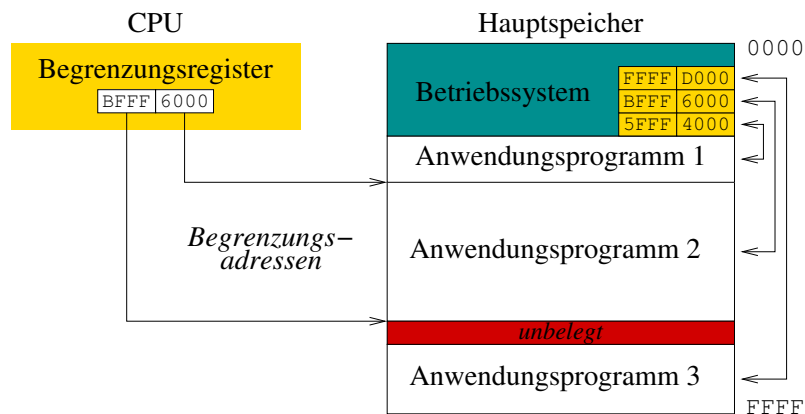 CPU
Begrenzungsregister
BFFF 6000
Begrenzungs-
adressen
Hauptspeicher
0000
Betriebssystem
FFFF D000
BFFF 6000
5FFF 4000
Anwendungsprogramm 1
Anwendungsprogramm 2
unbelegt
Anwendungsprogramm 3
FFFF